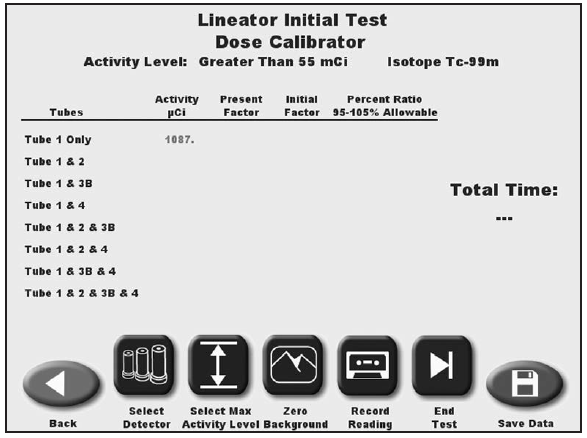 Lineator Initial Test
Dose Calibrator
Activity Level: Greater Than 55 mCi Isotope Tc-99m
Activity Present Initial Percent Ratio
Tubes µCi Factor Factor 95-105% Allowable
Tube 1 Only 1087.
Tube 1 & 2
Tube 1 & 3B
Tube 1 & 4
Tube 1 & 2 & 3B
Tube 1 & 2 & 4
Tube 1 & 3B & 4
Tube 1 & 2 & 3B & 4
Total Time:
---
Select Select Max Zero Record End
Back Detector Activity Level Background Reading Test Save Data